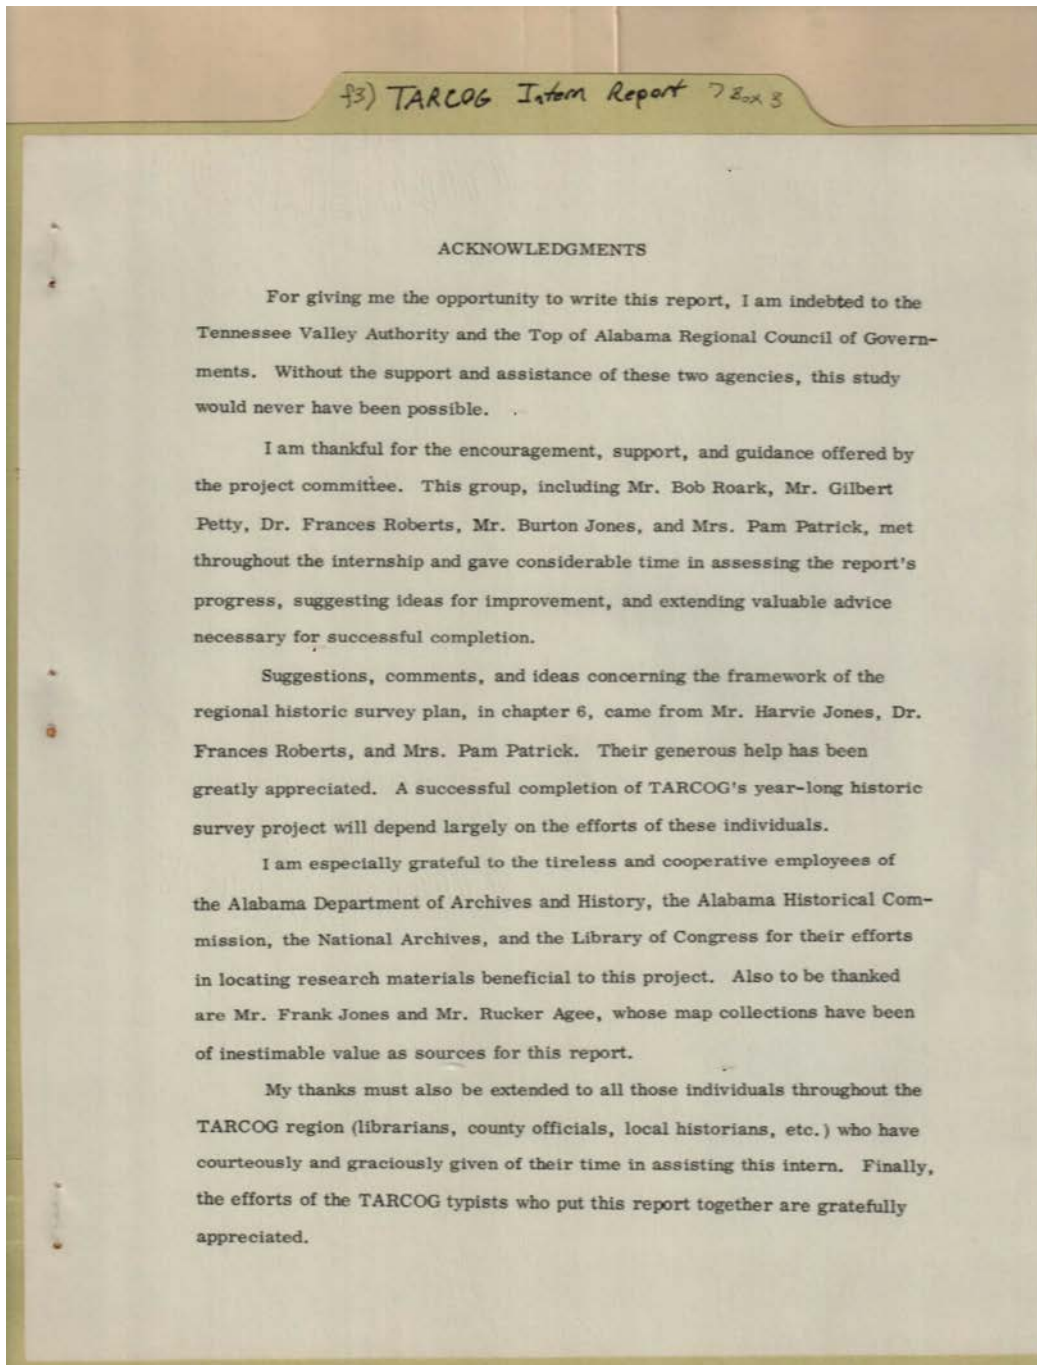 f3) TARCOG Intern Report 7 Box 3
ACKNOWLEDGMENTS
For giving me the opportunity to write this report, I am indebted to the
Tennessee Valley Authority and the Top of Alabama Regional Council of Govern-
ments. Without the support and assistance of these two agencies, this study
would never have been possible.
I am thankful for the encouragement, support, and guidance offered by
the project committee. This group, including Mr. Bob Roark, Mr. Gilbert
Petty, Dr. Frances Roberts, Mr. Burton Jones, and Mrs. Pam Patrick, met
throughout the internship and gave considerable time in assessing the report's
progress, suggesting ideas for improvement, and extending valuable advice
necessary for successful completion.
Suggestions, comments, and ideas concerning the framework of the
regional historic survey plan, in chapter 6, came from Mr. Harvie Jones, Dr.
Frances Roberts, and Mrs. Pam Patrick. Their generous help has been
greatly appreciated. A successful completion of TARCOG's year-long historic
survey project will depend largely on the efforts of these individuals.
I am especially grateful to the tireless and cooperative employees of
the Alabama Department of Archives and History, the Alabama Historical Com-
mission, the National Archives, and the Library of Congress for their efforts
in locating research materials beneficial to this project. Also to be thanked
are Mr. Frank Jones and Mr. Rucker Agee, whose map collections have been
of inestimable value as sources for this report.
My thanks must also be extended to all those individuals throughout the
TARCOG region (librarians, county officials, local historians, etc.) who have
courteously and graciously given of their time in assisting this intern. Finally,
the efforts of the TARCOG typists who put this report together are gratefully
appreciated.